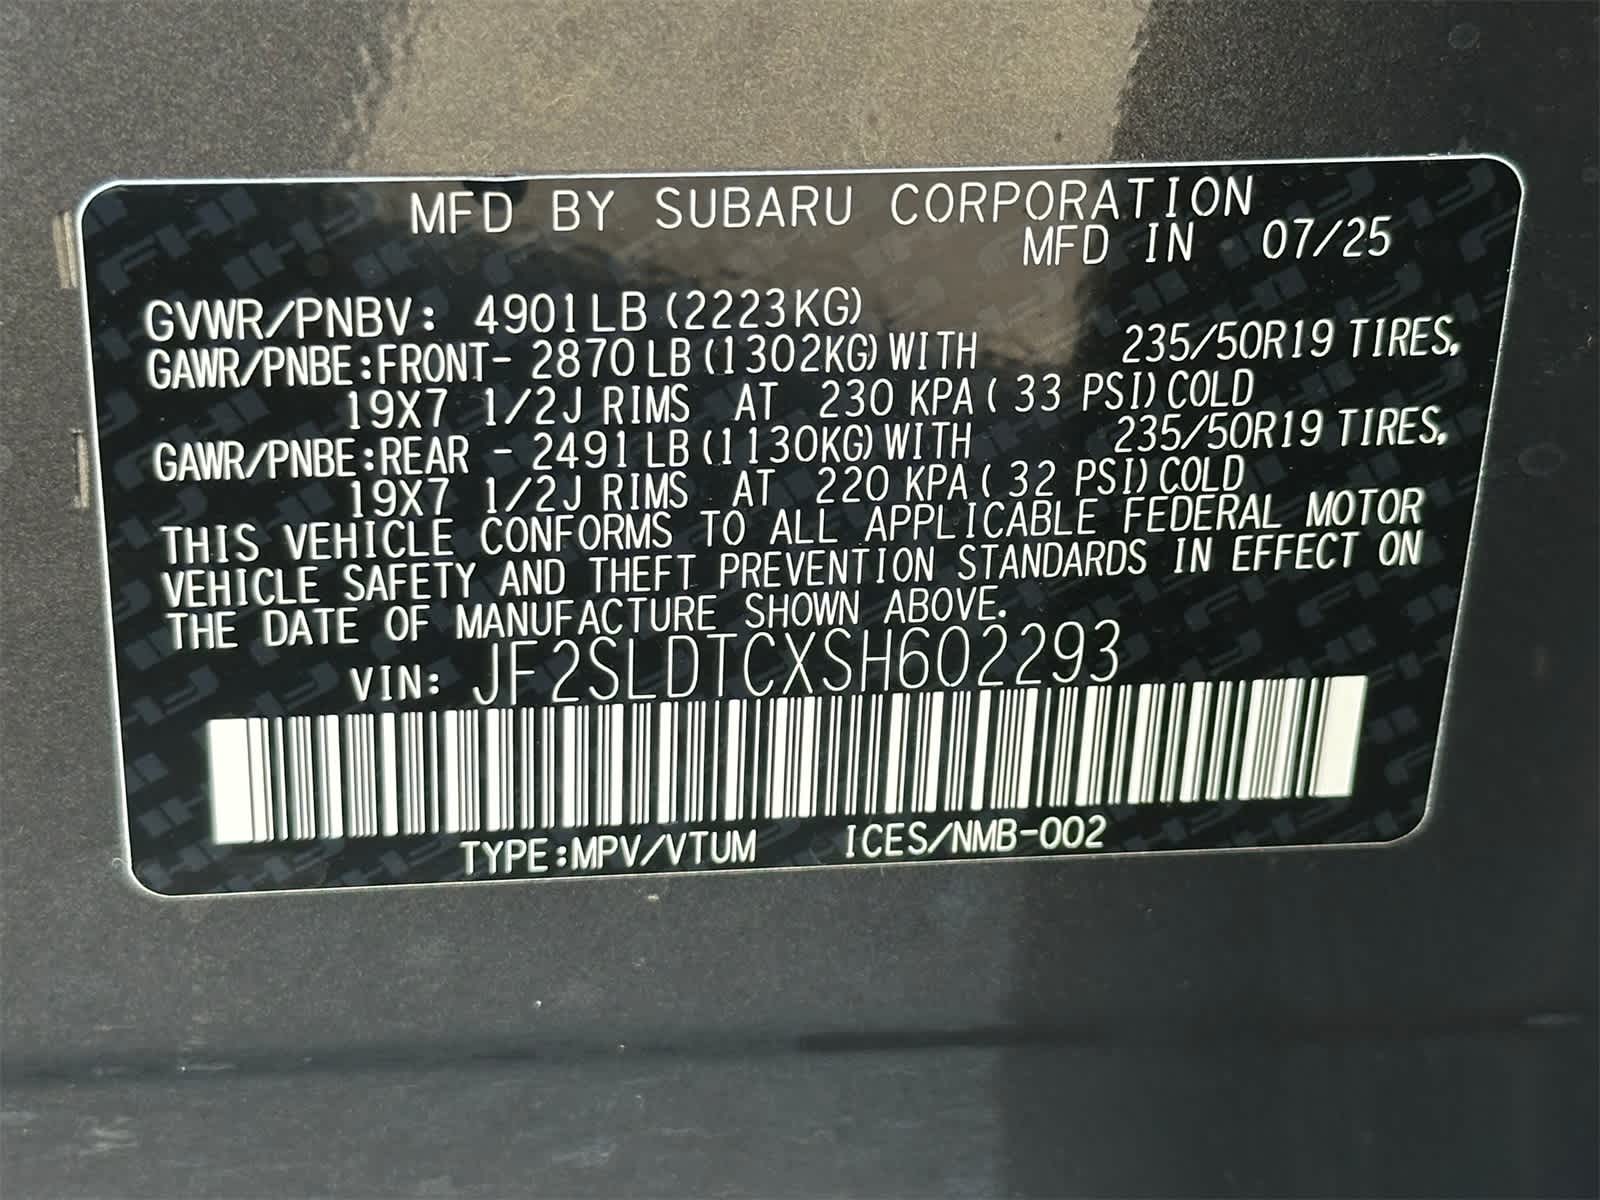 MFD BY SUBARU CORPORATION
MFD IN 07/25
GVWR/PNBV: 4901LB (2223KG)
GAWR/PNBE:FRONT- 2870LB (1302KG) WITH 235/50R19 TIRES,
19X7 1/2J RIMS AT 230 KPA ( 33 PSI) COLD
GAWR/PNBE:REAR - 2491LB (1130KG) WITH 235/50R19 TIRES,
19X7 1/2J RIMS AT 220 KPA ( 32 PSI) COLD
THIS VEHICLE CONFORMS TO ALL APPLICABLE FEDERAL MOTOR
VEHICLE SAFETY AND THEFT PREVENTION STANDARDS IN EFFECT ON
THE DATE OF MANUFACTURE SHOWN ABOVE.
VIN: JF2SLDTCXSH602293
TYPE:MPV/VTUM ICES/NMB-002